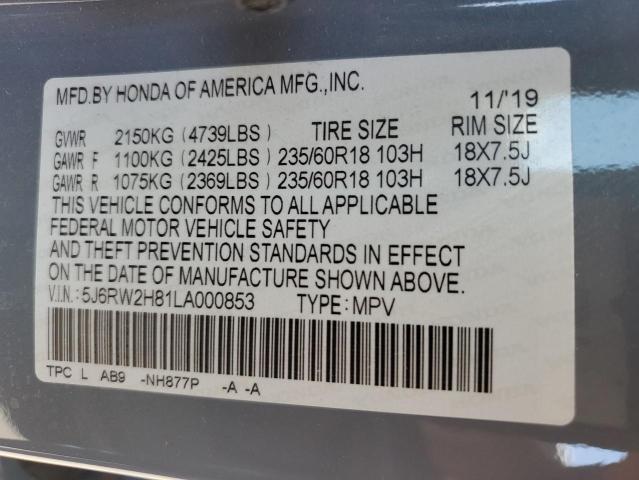 MFD. BY HONDA OF AMERICA MFG., INC.
11/'19
GVWR 2150KG (4739LBS) TIRE SIZE RIM SIZE
GAWR F 1100KG (2425LBS) 235/60R18 103H 18X7.5J
GAWR R 1075KG (2369LBS) 235/60R18 103H 18X7.5J
THIS VEHICLE CONFORMS TO ALL APPLICABLE
FEDERAL MOTOR VEHICLE SAFETY
AND THEFT PREVENTION STANDARDS IN EFFECT
ON THE DATE OF MANUFACTURE SHOWN ABOVE.
V.I.N.: 5J6RW2H81LA000853 TYPE: MPV
TPC L AB9 -NH877P -A -A